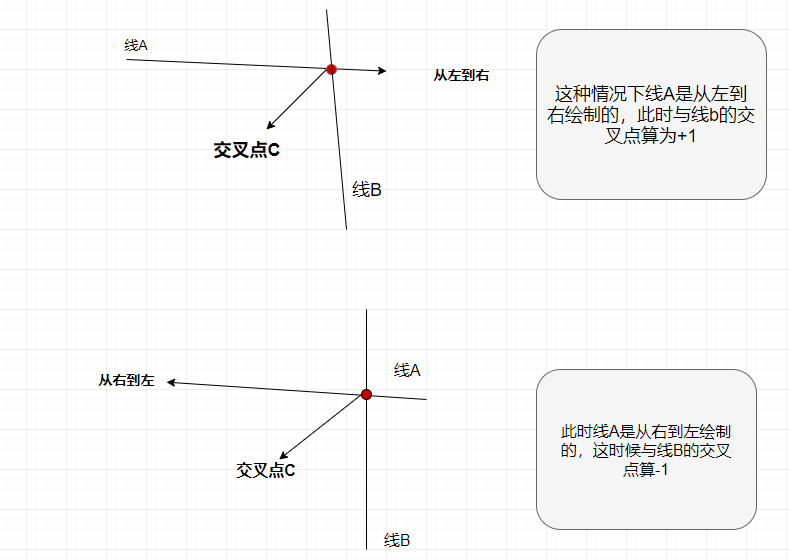 线A
从左到右
交叉点C
线B
这种情况下线A是从左到
右绘制的，此时与线b的交
叉点算为+1
从右到左
线A
交叉点C
线B
此时线A是从右到左绘制
的，这时候与线B的交叉
点算-1